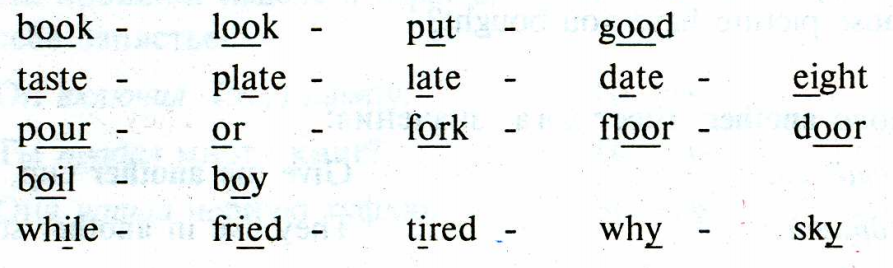 book - look - put - good
taste - plate - late - date - eight
pour - or - fork - floor - door
boil - boy
while fried - tired - why - sky